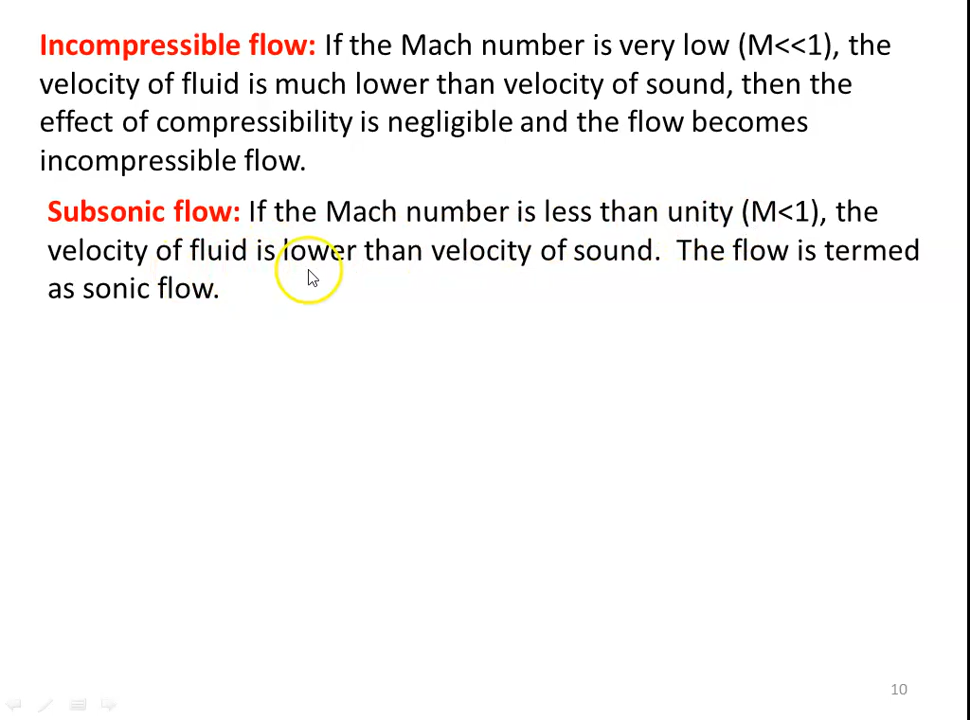 Incompressible flow: If the Mach number is very low (M<<1), the
velocity of fluid is much lower than velocity of sound, then the
effect of compressibility is negligible and the flow becomes
incompressible flow.
Subsonic flow: If the Mach number is less than unity (M<1), the
velocity of fluid is lower than velocity of sound. The flow is termed
as sonic flow.
10